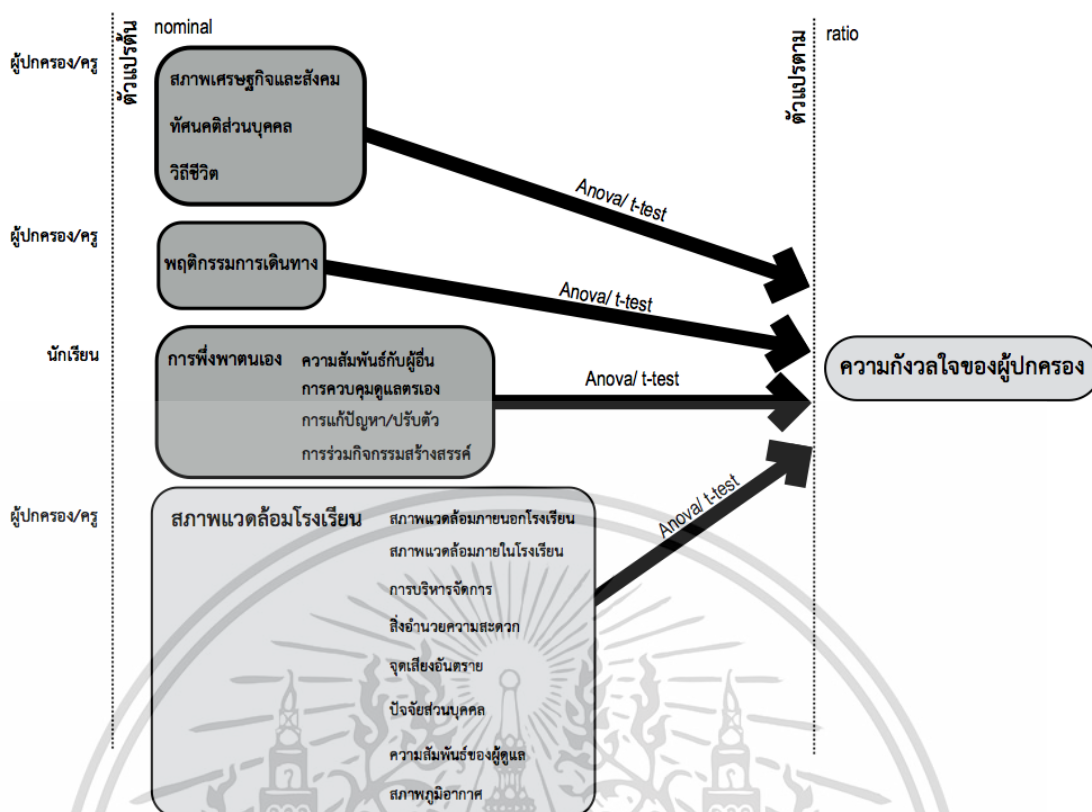 nominal
ratio
ตัวแปรต้น
ตัวแปรตาม
ผู้ปกครอง/ครู
สภาพเศรษฐกิจและสังคม
ทัศนคติส่วนบุคคล
วิถีชีวิต
Anova/ t-test
ผู้ปกครอง/ครู
พฤติกรรมการเดินทาง
Anova/ t-test
นักเรียน
การพึ่งพาตนเอง
ความสัมพันธ์กับผู้อื่น
การควบคุมดูแลตรเอง
การแก้ปัญหา/ปรับตัว
การร่วมกิจกรรมสร้างสรรค์
Anova/ t-test
ความกังวลใจของผู้ปกครอง
ผู้ปกครอง/ครู
สภาพแวดล้อมโรงเรียน
สภาพแวดล้อมภายนอกโรงเรียน
สภาพแวดล้อมภายในโรงเรียน
การบริหารจัดการ
สิ่งอำนวยความสะดวก
จุดเสียงอันตราย
ปัจจัยส่วนบุคคล
ความสัมพันธ์ของผู้ดูแล
สภาพภูมิอากาศ
Anova/ t-test